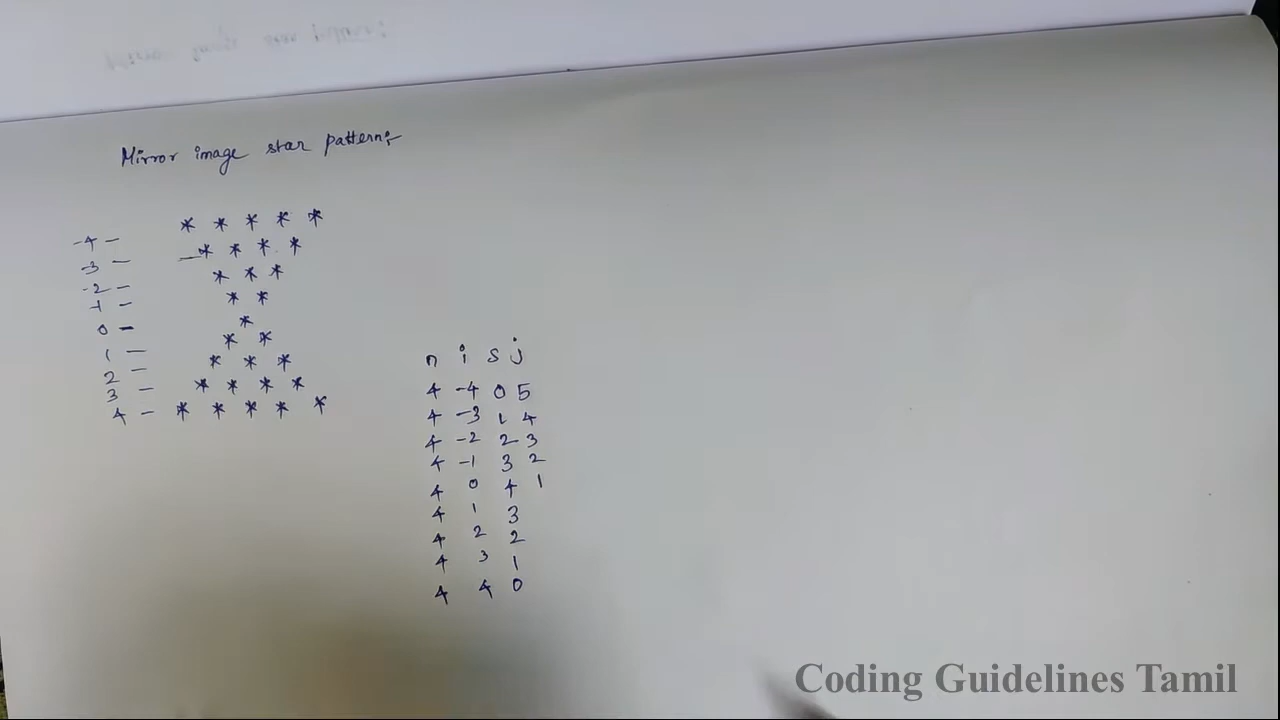 Mirror image star pattern:-
-4 - * * * * *
-3 - -* * * *
-2 - * * *
-1 - * *
0 - *
1 - * *
2 - * * *
3 - * * * *
4 - * * * * *
n i s j
4 -4 0 5
4 -3 1 4
4 -2 2 3
4 -1 3 2
4 0 4 1
4 1 3
4 2 2
4 3 1
4 4 0
Coding Guidelines Tamil